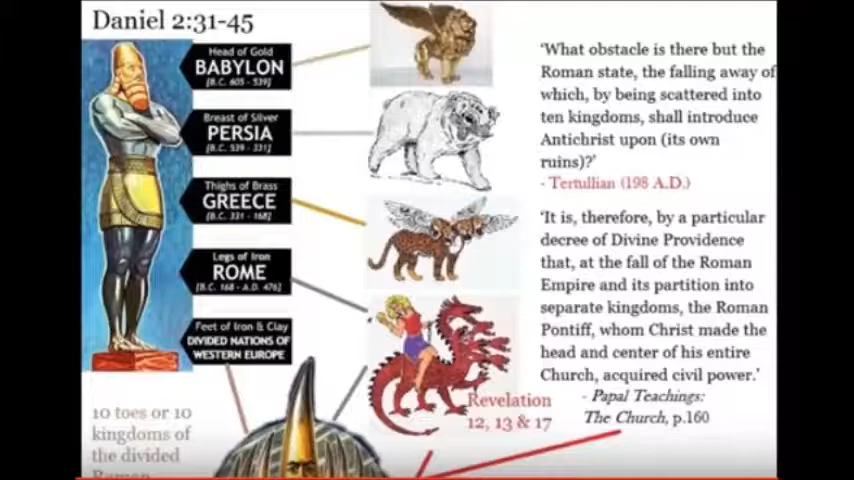 Daniel 2:31-45
Head of Gold
BABYLON
[B.C. 605 - 539]
Breast of Silver
PERSIA
[B.C. 539 - 331]
Thighs of Brass
GREECE
[B.C. 331 - 168]
Legs of Iron
ROME
[B.C. 168 - A.D. 476]
Feet of Iron & Clay
DIVIDED NATIONS OF
WESTERN EUROPE
10 toes or 10
kingdoms of
the divided
Roman
Revelation
12, 13 & 17
'What obstacle is there but the
Roman state, the falling away of
which, by being scattered into
ten kingdoms, shall introduce
Antichrist upon (its own
ruins)?'
- Tertullian (198 A.D.)
'It is, therefore, by a particular
decree of Divine Providence
that, at the fall of the Roman
Empire and its partition into
separate kingdoms, the Roman
Pontiff, whom Christ made the
head and center of his entire
Church, acquired civil power.'
- Papal Teachings:
The Church, p.160